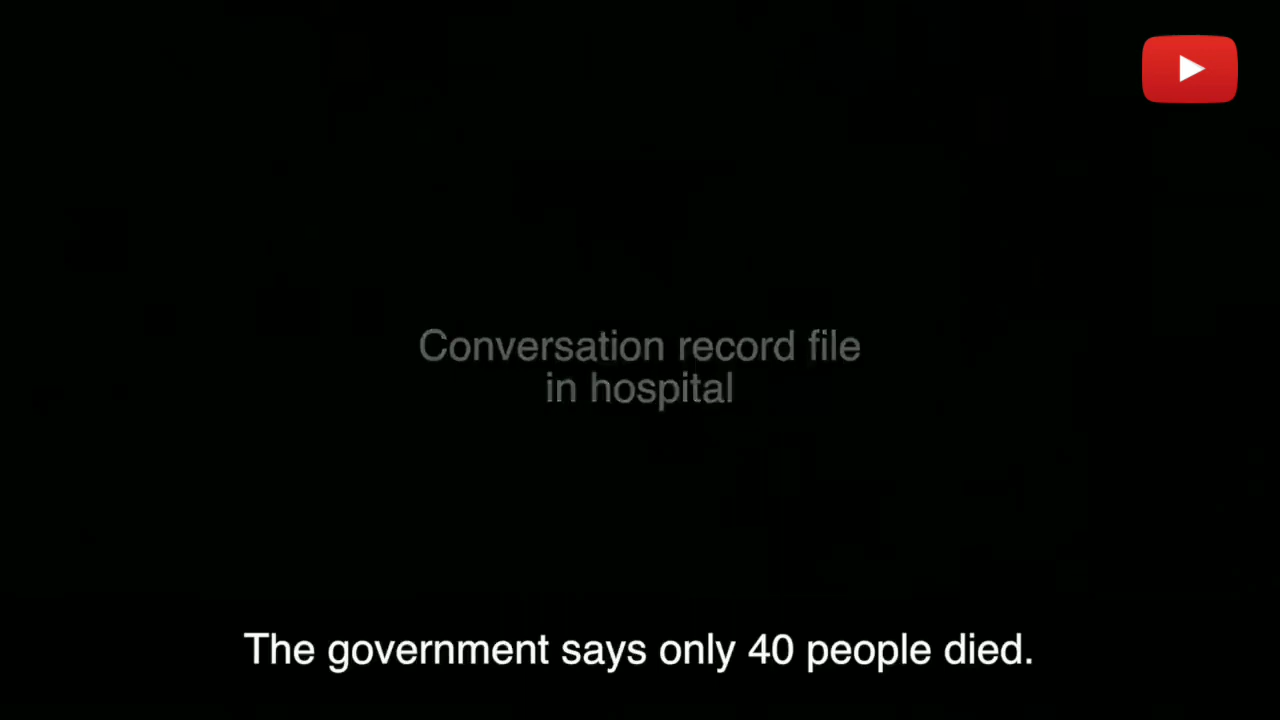 Conversation record file
in hospital
The government says only 40 people died.